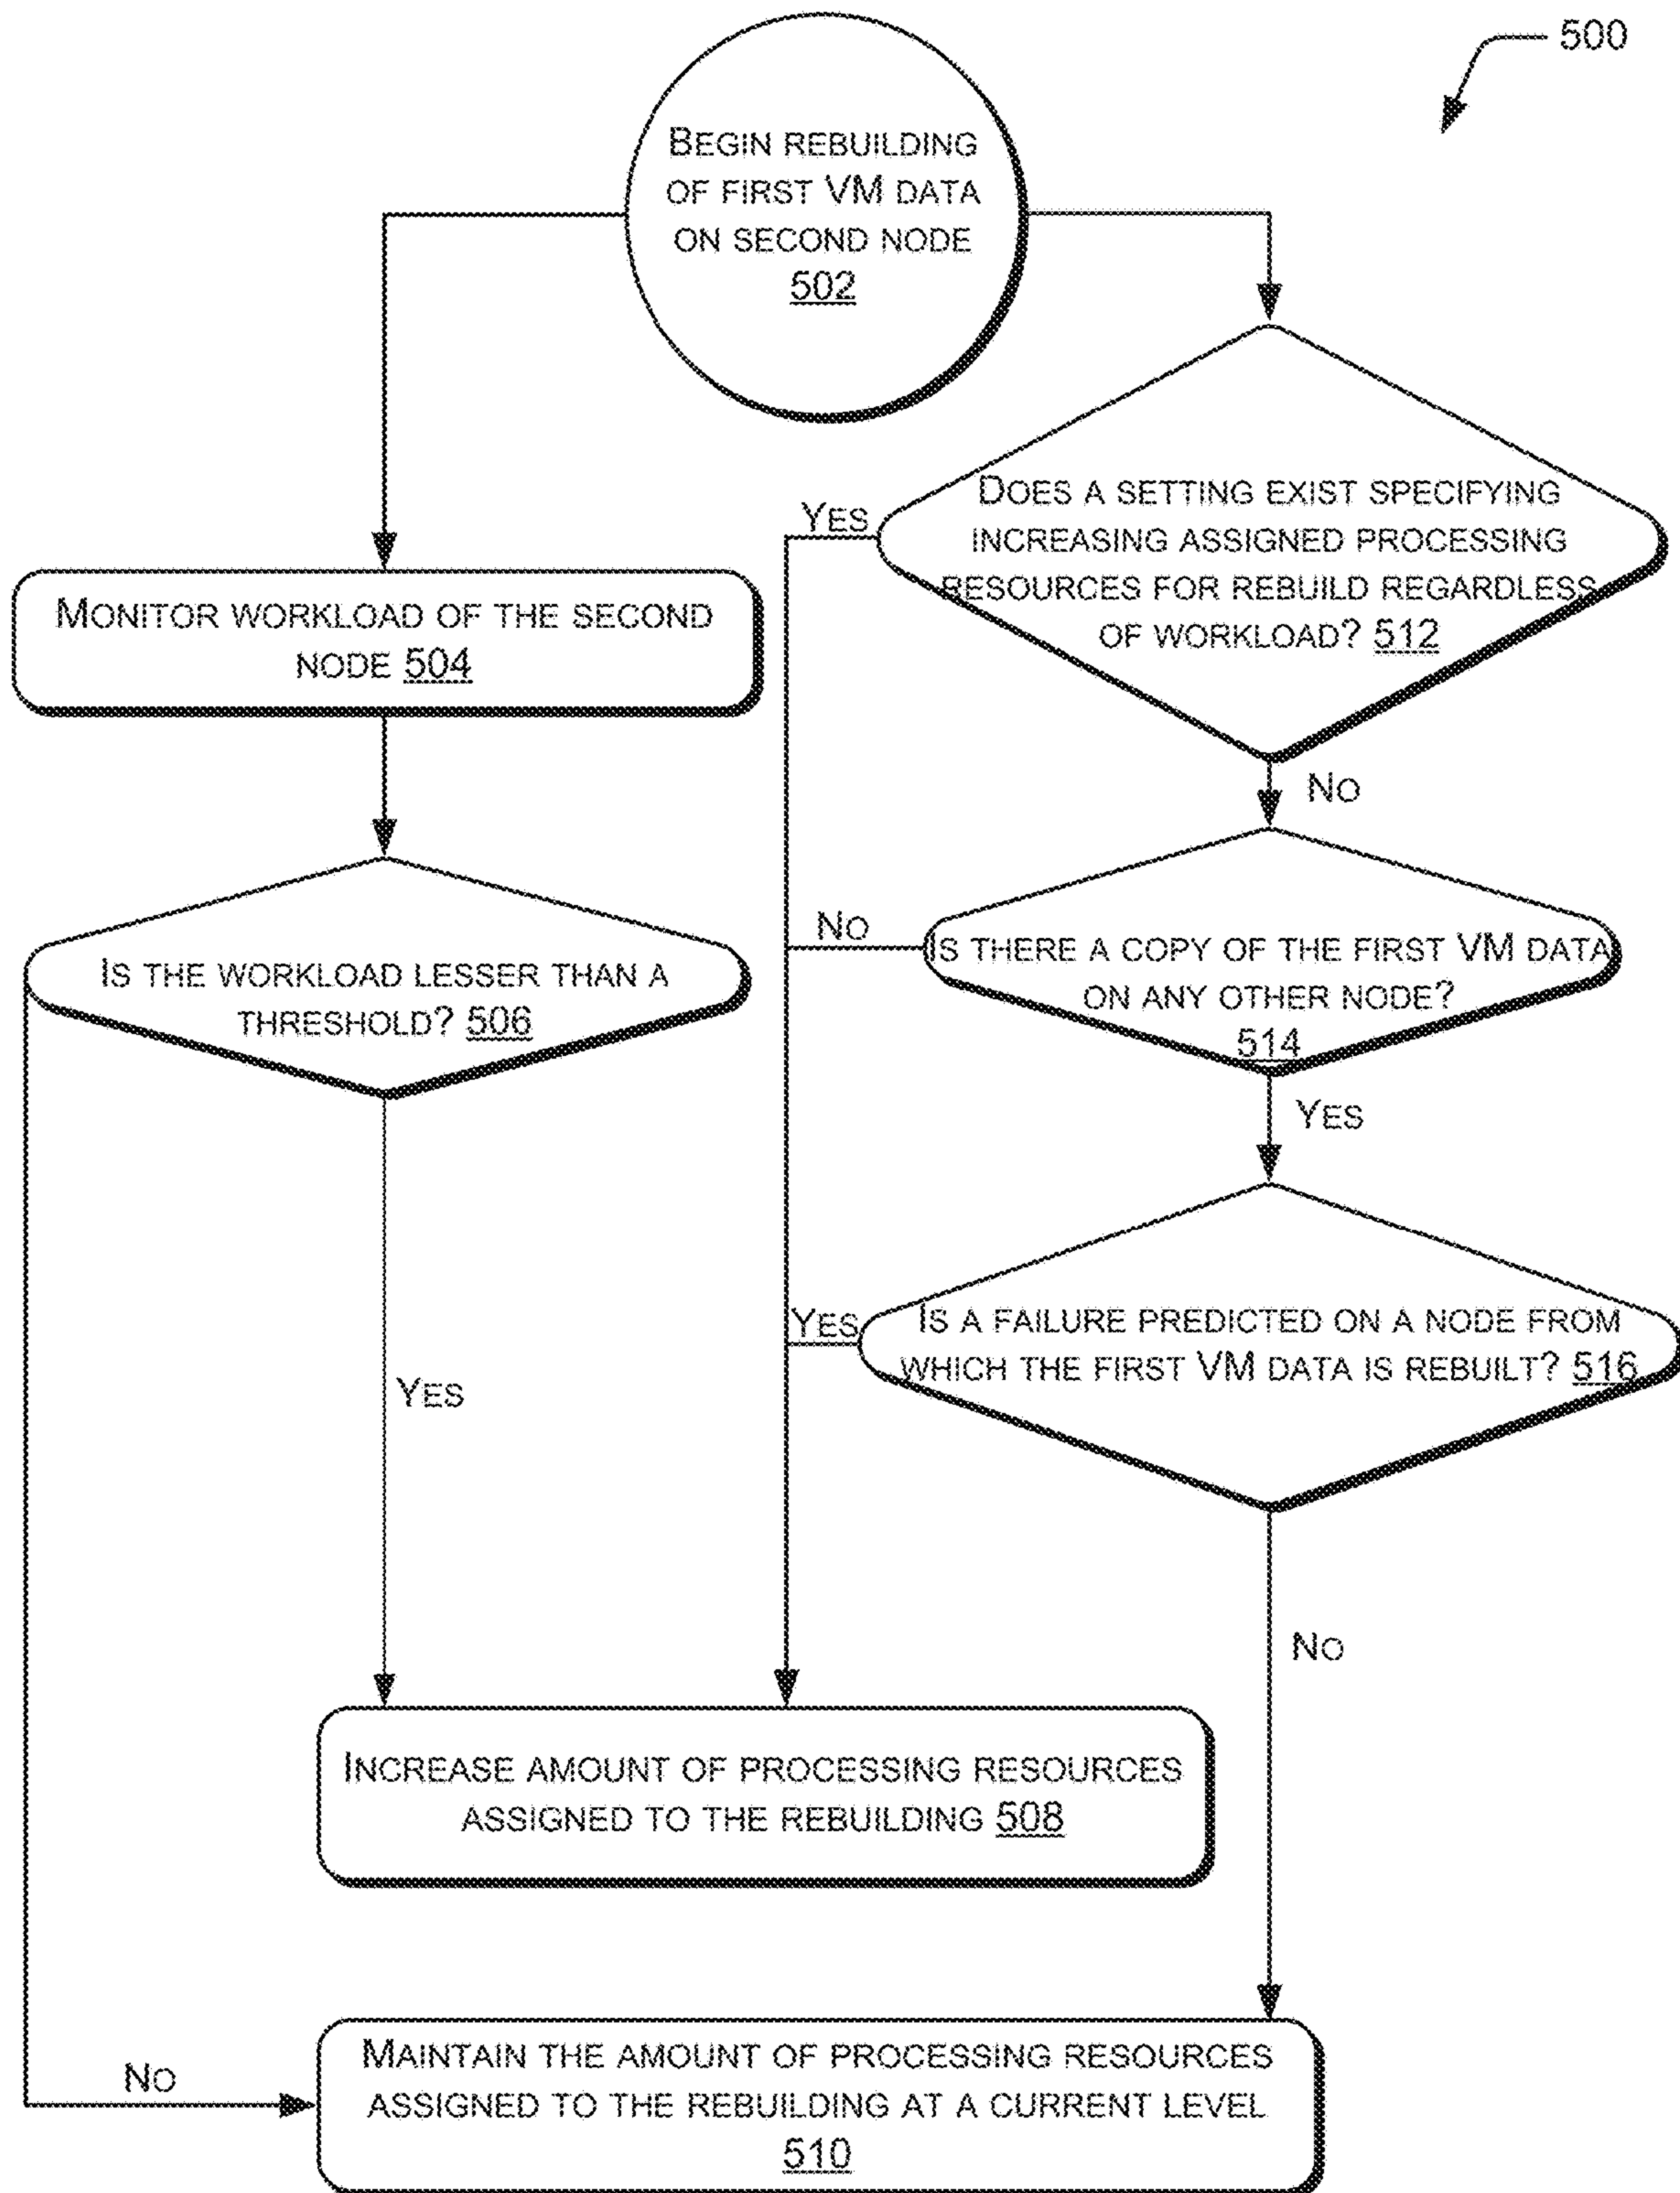 500
BEGIN REBUILDING
OF FIRST VM DATA
ON SECOND NODE
502
DOES A SETTING EXIST SPECIFYING
INCREASING ASSIGNED PROCESSING
RESOURCES FOR REBUILD REGARDLESS
OF WORKLOAD? 512
YES
MONITOR WORKLOAD OF THE SECOND
NODE 504
NO
IS THE WORKLOAD LESSER THAN A
THRESHOLD? 506
NO
IS THERE A COPY OF THE FIRST VM DATA
ON ANY OTHER NODE?
514
YES
YES
IS A FAILURE PREDICTED ON A NODE FROM
WHICH THE FIRST VM DATA IS REBUILT? 516
YES
NO
INCREASE AMOUNT OF PROCESSING RESOURCES
ASSIGNED TO THE REBUILDING 508
NO
MAINTAIN THE AMOUNT OF PROCESSING RESOURCES
ASSIGNED TO THE REBUILDING AT A CURRENT LEVEL
510